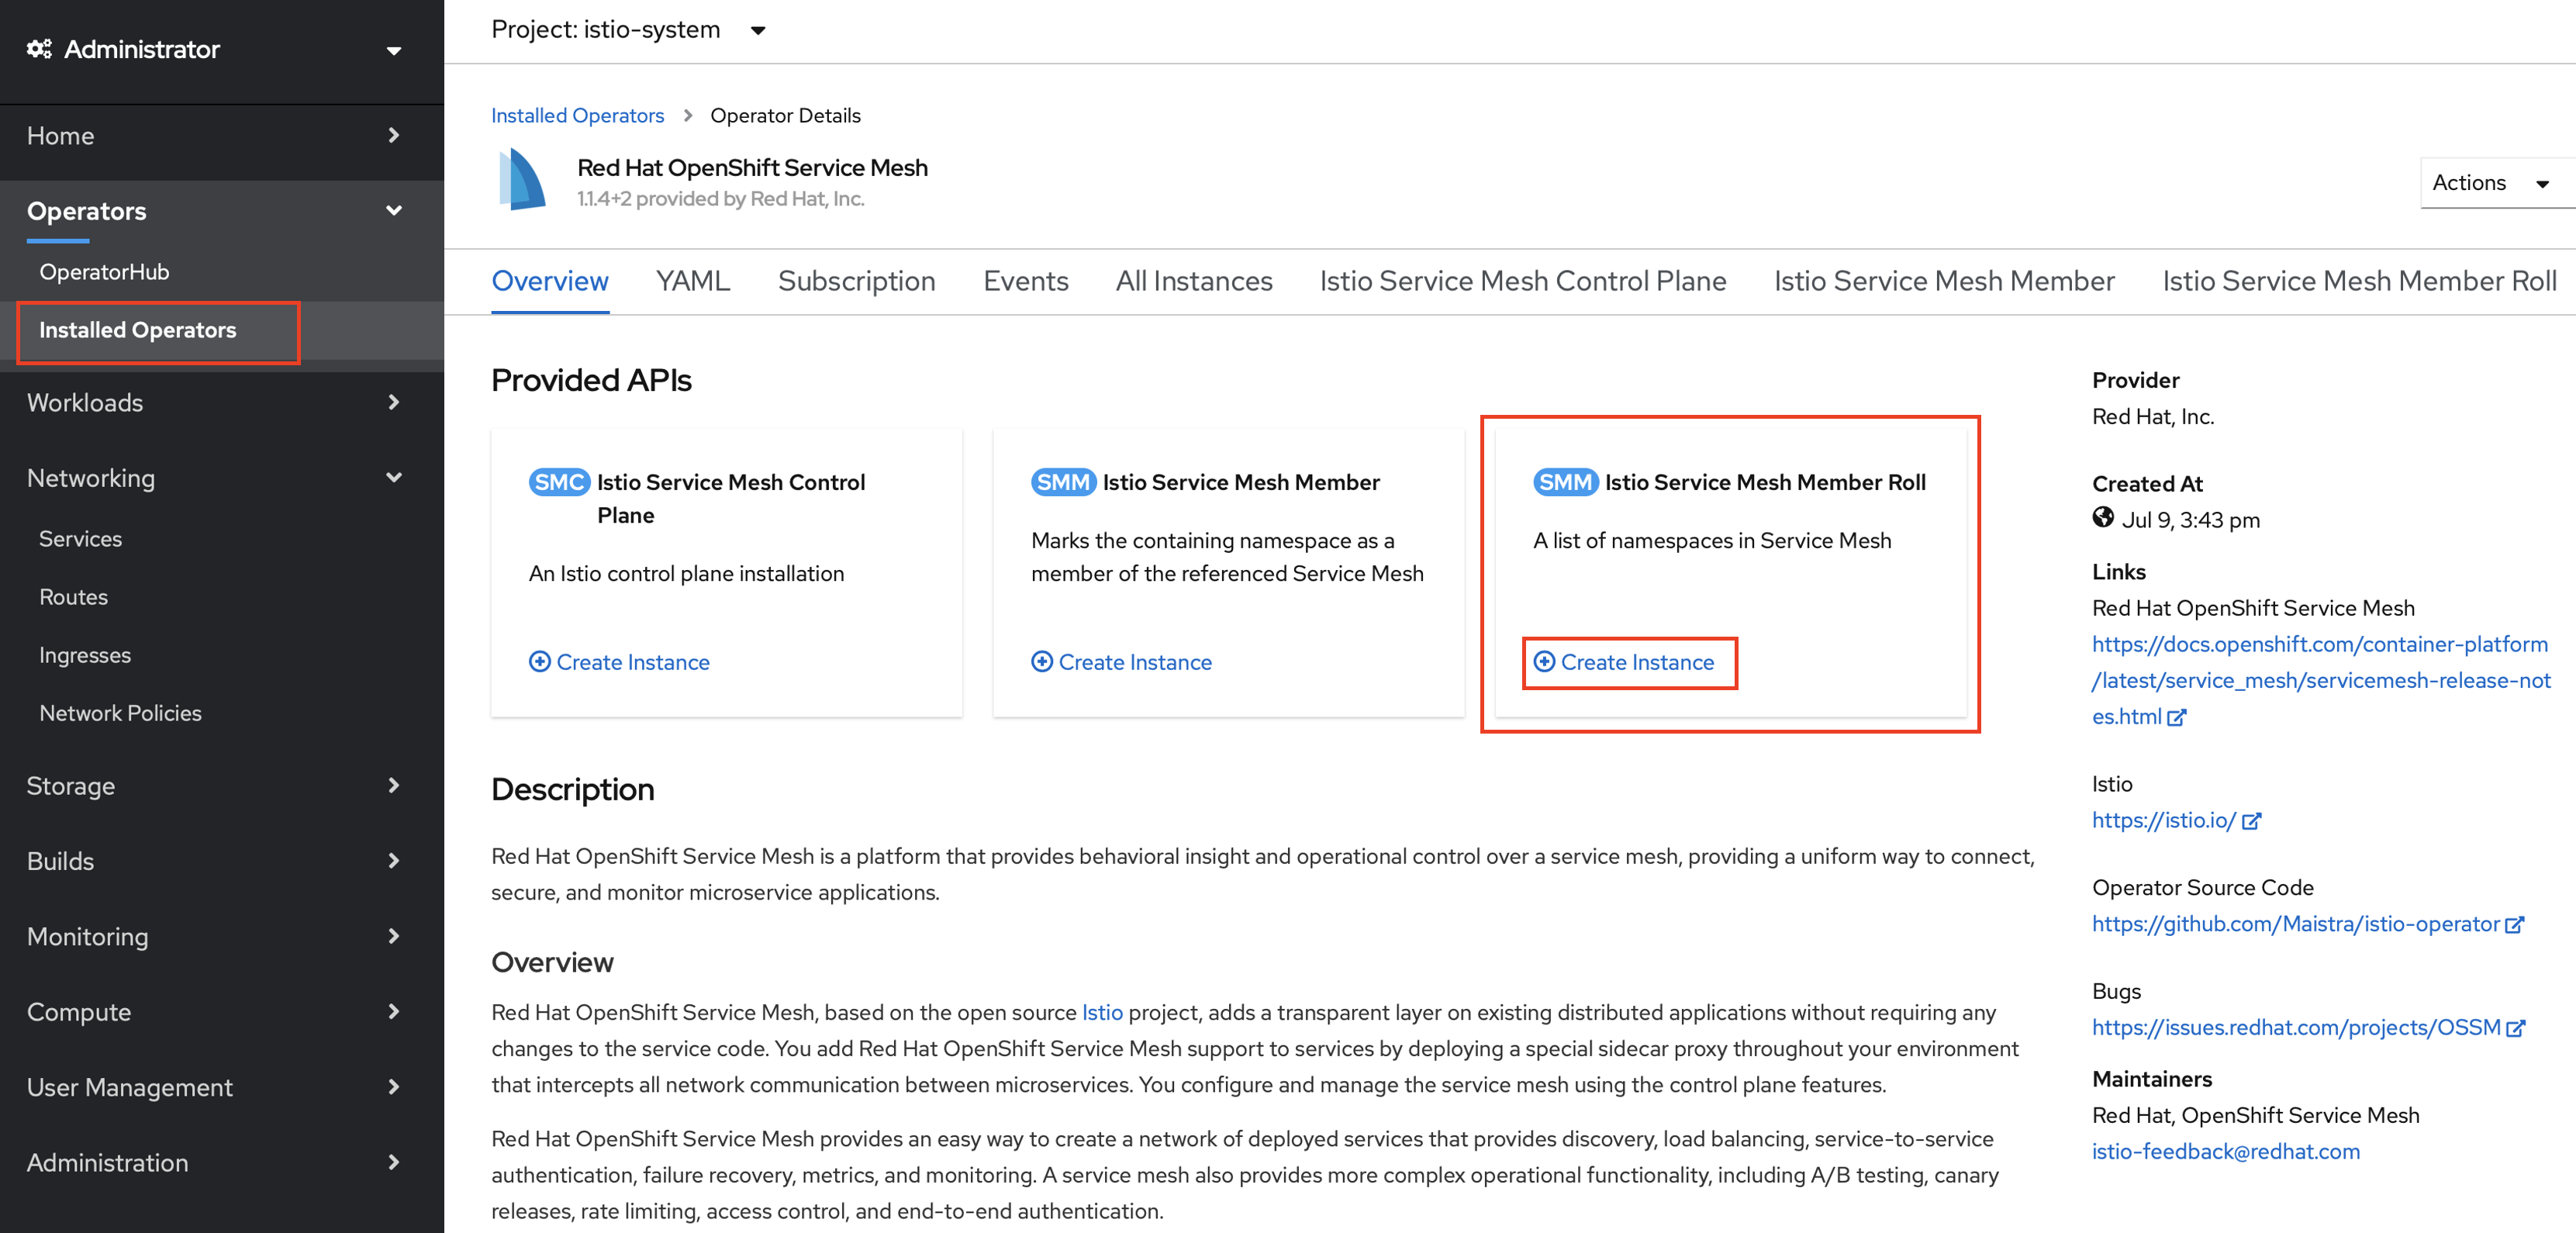 Administrator
Home
Operators
OperatorHub
Installed Operators
Workloads
Networking
Services
Routes
Ingresses
Network Policies
Storage
Builds
Monitoring
Compute
User Management
Administration
Project: istio-system
Installed Operators > Operator Details
Red Hat OpenShift Service Mesh
1.1.4+2 provided by Red Hat, Inc.
Actions
Overview YAML Subscription Events All Instances Istio Service Mesh Control Plane Istio Service Mesh Member Istio Service Mesh Member Roll
Provided APIs
SMC Istio Service Mesh Control
Plane
An Istio control plane installation
Create Instance
SMM Istio Service Mesh Member
Marks the containing namespace as a
member of the referenced Service Mesh
Create Instance
SMM Istio Service Mesh Member Roll
A list of namespaces in Service Mesh
Create Instance
Description
Red Hat OpenShift Service Mesh is a platform that provides behavioral insight and operational control over a service mesh, providing a uniform way to connect,
secure, and monitor microservice applications.
Overview
Red Hat OpenShift Service Mesh, based on the open source Istio project, adds a transparent layer on existing distributed applications without requiring any
changes to the service code. You add Red Hat OpenShift Service Mesh support to services by deploying a special sidecar proxy throughout your environment
that intercepts all network communication between microservices. You configure and manage the service mesh using the control plane features.
Red Hat OpenShift Service Mesh provides an easy way to create a network of deployed services that provides discovery, load balancing, service-to-service
authentication, failure recovery, metrics, and monitoring. A service mesh also provides more complex operational functionality, including A/B testing, canary
releases, rate limiting, access control, and end-to-end authentication.
Provider
Red Hat, Inc.
Created At
Jul 9, 3:43 pm
Links
Red Hat OpenShift Service Mesh
https://docs.openshift.com/container-platform
/latest/service_mesh/servicemesh-release-not
es.html
Istio
https://istio.io/
Operator Source Code
https://github.com/Maistra/istio-operator
Bugs
https://issues.redhat.com/projects/OSSM
Maintainers
Red Hat, OpenShift Service Mesh
istio-feedback@redhat.com